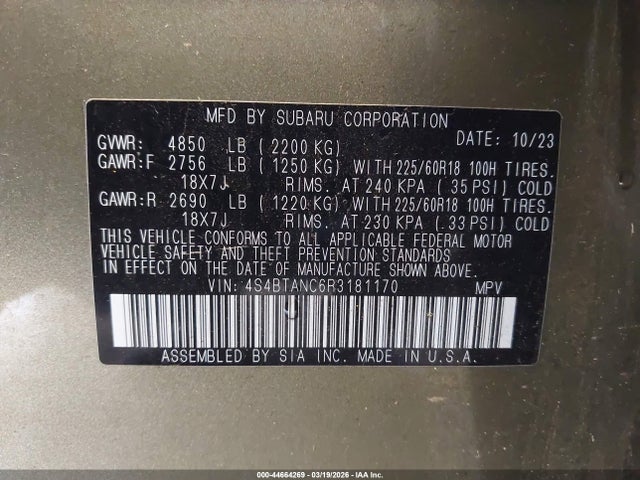 MFD BY SUBARU CORPORATION
DATE: 10/23
GVWR: 4850 LB ( 2200 KG)
GAWR:F 2756 LB ( 1250 KG) WITH 225/60R18 100H TIRES.
18X7J RIMS. AT 240 KPA ( 35 PSI) COLD
GAWR:R 2690 LB ( 1220 KG) WITH 225/60R18 100H TIRES.
18X7J RIMS. AT 230 KPA ( 33 PSI) COLD
THIS VEHICLE CONFORMS TO ALL APPLICABLE FEDERAL MOTOR
VEHICLE SAFETY AND THEFT PREVENTION STANDARDS
IN EFFECT ON THE DATE OF MANUFACTURE SHOWN ABOVE.
VIN: 4S4BTANC6R3181170 MPV
ASSEMBLED BY SIA INC. MADE IN U.S.A.
000-44664269 - 03/19/2026 - IAA Inc.